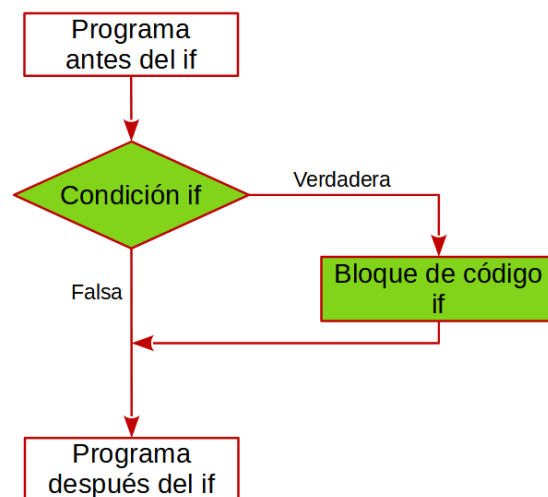 Programa
antes del if
Condición if
Verdadera
Bloque de código
if
Falsa
Programa
después del if